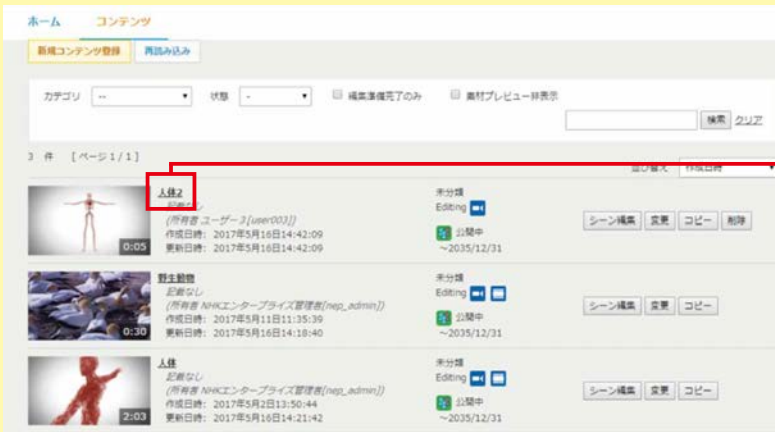 ホーム コンテンツ
新規コンテンツ登録 再読み込み
カテゴリ -- 状態 - 編集準備完了のみ 素材プレビュー非表示
検索 クリア
3 件 [ページ1/1]
並び替え 作成日時
人体2
記載なし
(所有者 ユーザー3[user003])
作成日時: 2017年5月16日14:42:09
更新日時: 2017年5月16日14:42:09
0:05
未分類
Editing
公開中
~2035/12/31
シーン編集 変更 コピー 削除
野生動物
記載なし
(所有者 NHKエンタープライズ管理者[nep_admin])
作成日時: 2017年5月11日11:35:39
更新日時: 2017年5月16日14:18:40
0:30
未分類
Editing
公開中
~2035/12/31
シーン編集 変更 コピー
人体
記載なし
(所有者 NHKエンタープライズ管理者[nep_admin])
作成日時: 2017年5月2日13:50:44
更新日時: 2017年5月16日14:21:42
2:03
未分類
Editing
公開中
~2035/12/31
シーン編集 変更 コピー